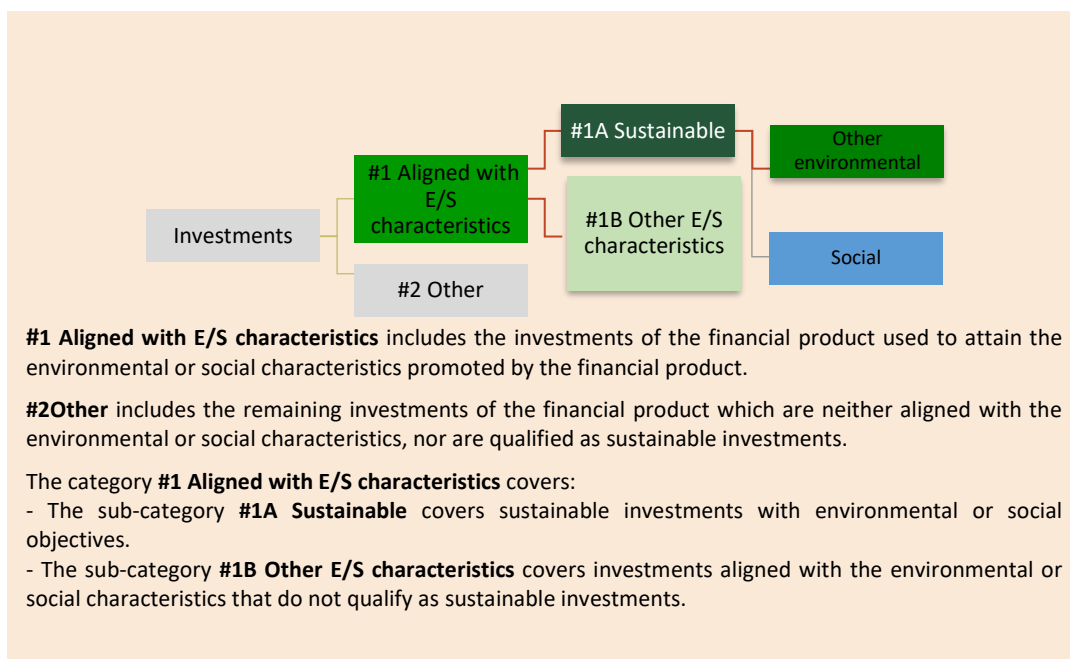 #1A Sustainable
Other
environmental
#1 Aligned with
E/S
characteristics
#1B Other E/S
characteristics
Investments
Social
#2 Other
#1 Aligned with E/S characteristics includes the investments of the financial product used to attain the
environmental or social characteristics promoted by the financial product.
#2Other includes the remaining investments of the financial product which are neither aligned with the
environmental or social characteristics, nor are qualified as sustainable investments.
The category #1 Aligned with E/S characteristics covers:
- The sub-category #1A Sustainable covers sustainable investments with environmental or social
objectives.
- The sub-category #1B Other E/S characteristics covers investments aligned with the environmental or
social characteristics that do not qualify as sustainable investments.